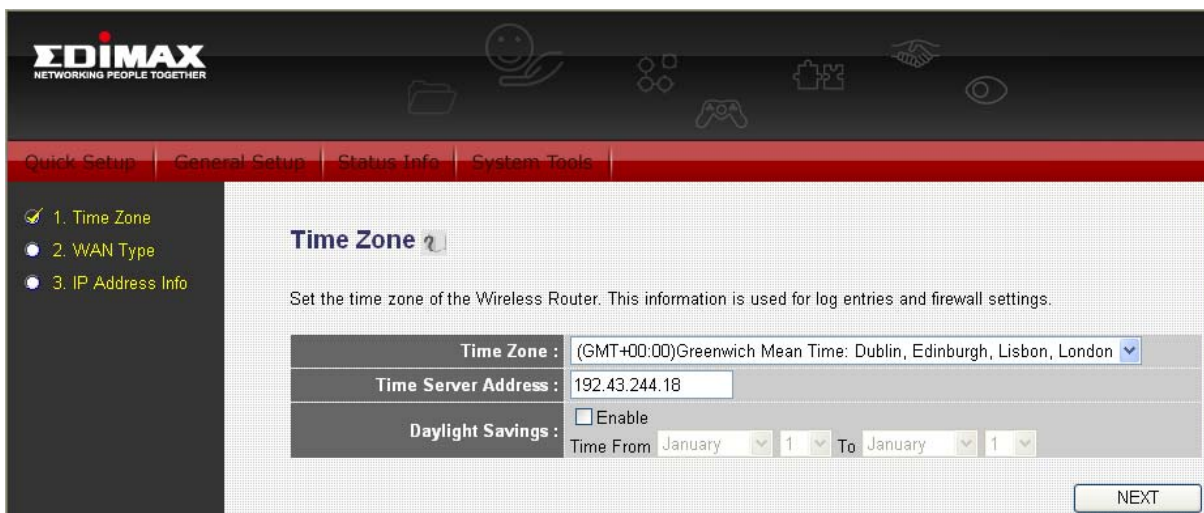 EDIMAX
NETWORKING PEOPLE TOGETHER
Quick Setup General Setup Status Info System Tools
1. Time Zone
2. WAN Type
3. IP Address Info
Time Zone
Set the time zone of the Wireless Router. This information is used for log entries and firewall settings.
Time Zone : (GMT+00:00)Greenwich Mean Time: Dublin, Edinburgh, Lisbon, London
Time Server Address : 192.43.244.18
Daylight Savings : Enable
Time From January 1 To January 1
NEXT